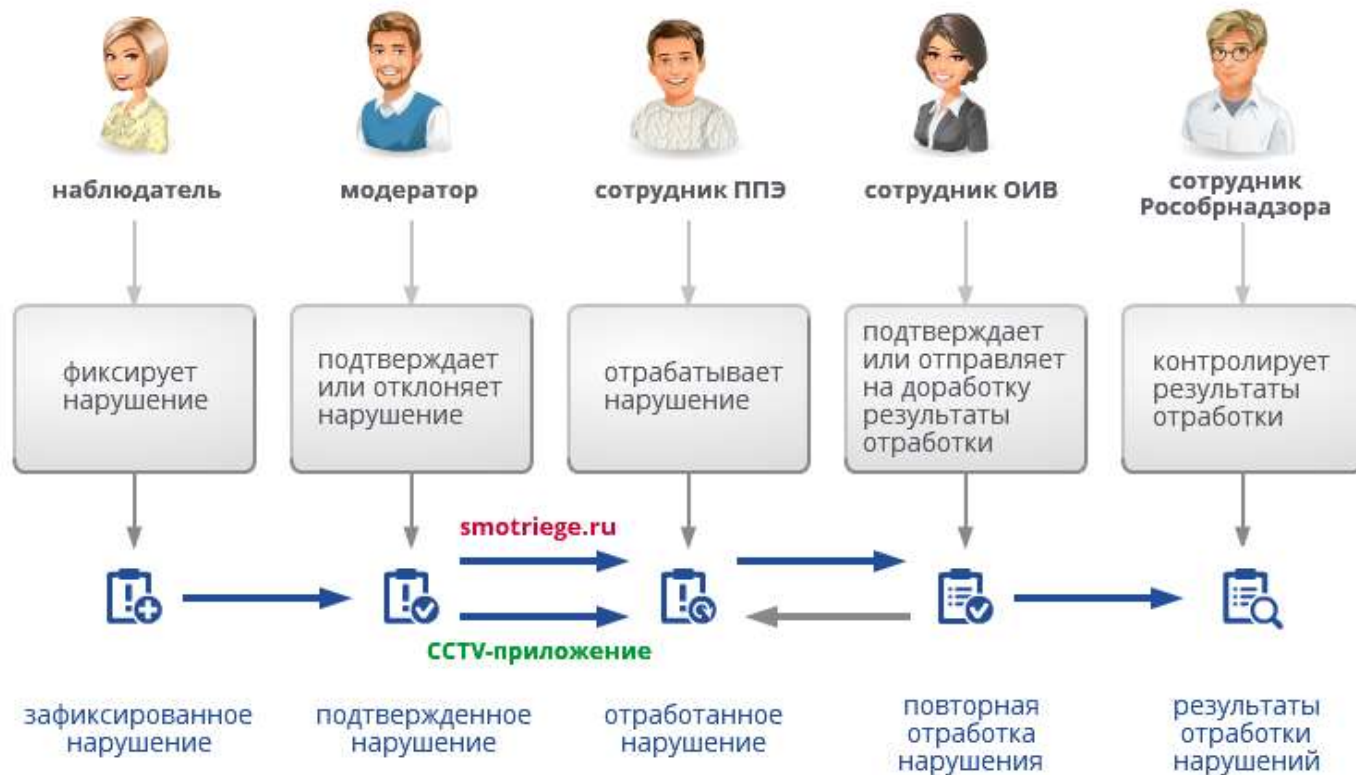 наблюдатель
модератор
сотрудник ППЭ
сотрудник ОИВ
сотрудник
Рособрнадзора
фиксирует
нарушение
подтверждает
или отклоняет
нарушение
отрабатывает
нарушение
подтверждает
или отправляет
на доработку
результаты
отработки
контролирует
результаты
отработки
smotriege.ru
CCTV-приложение
зафиксированное
нарушение
подтвержденное
нарушение
отработанное
нарушение
повторная
отработка
нарушения
результаты
отработки
нарушений